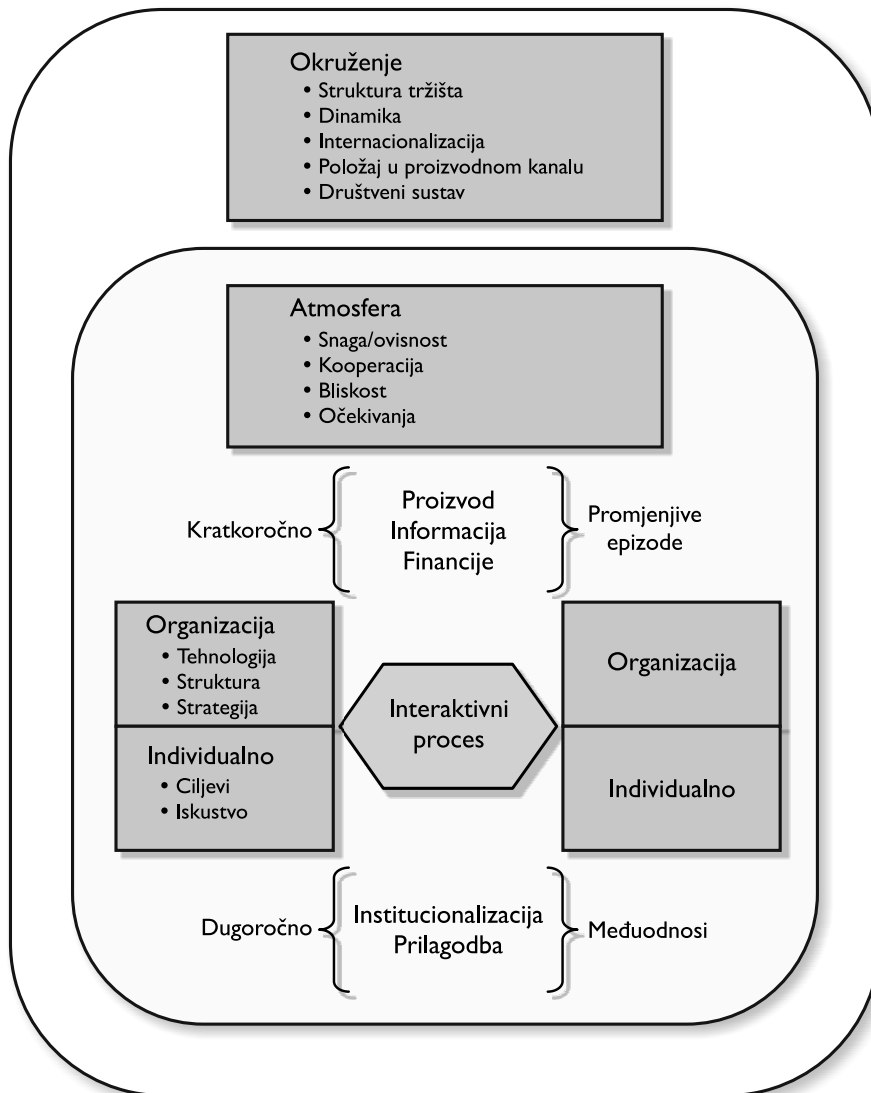 Okruženje
• Struktura tržišta
• Dinamika
• Internacionalizacija
• Položaj u proizvodnom kanalu
• Društveni sustav
Atmosfera
• Snaga/ovisnost
• Kooperacija
• Bliskost
• Očekivanja
Kratkoročno
Proizvod
Informacija
Financije
Promjenjive
epizode
Organizacija
• Tehnologija
• Struktura
• Strategija
Individualno
• Ciljevi
• Iskustvo
Interaktivni
proces
Organizacija
Individualno
Dugoročno
Institucionalizacija
Prilagodba
Međuodnosi